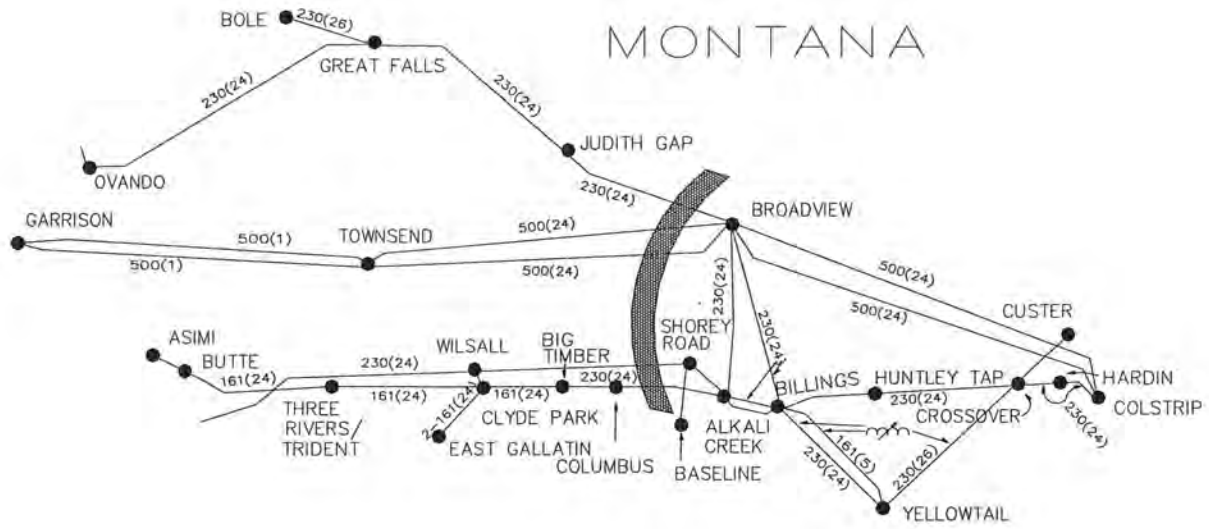 MONTANA
BOLE
230(26)
GREAT FALLS
230(24)
230(24)
JUDITH GAP
OVANDO
230(24)
GARRISON
500(1)
500(1)
TOWNSEND
500(24)
500(24)
BROADVIEW
500(24)
500(24)
230(24)
230(24)
CUSTER
ASIMI
BUTTE
161(24)
230(24)
WILSALL
BIG
TIMBER
230(24)
SHOREY
ROAD
BILLINGS
HUNTLEY TAP
230(24)
CROSSOVER
HARDIN
COLSTRIP
230(24)
THREE
RIVERS/
TRIDENT
161(24)
161(24)
2-161(24)
CLYDE PARK
EAST GALLATIN
COLUMBUS
BASELINE
ALKALI
CREEK
161(5)
230(24)
230(26)
YELLOWTAIL